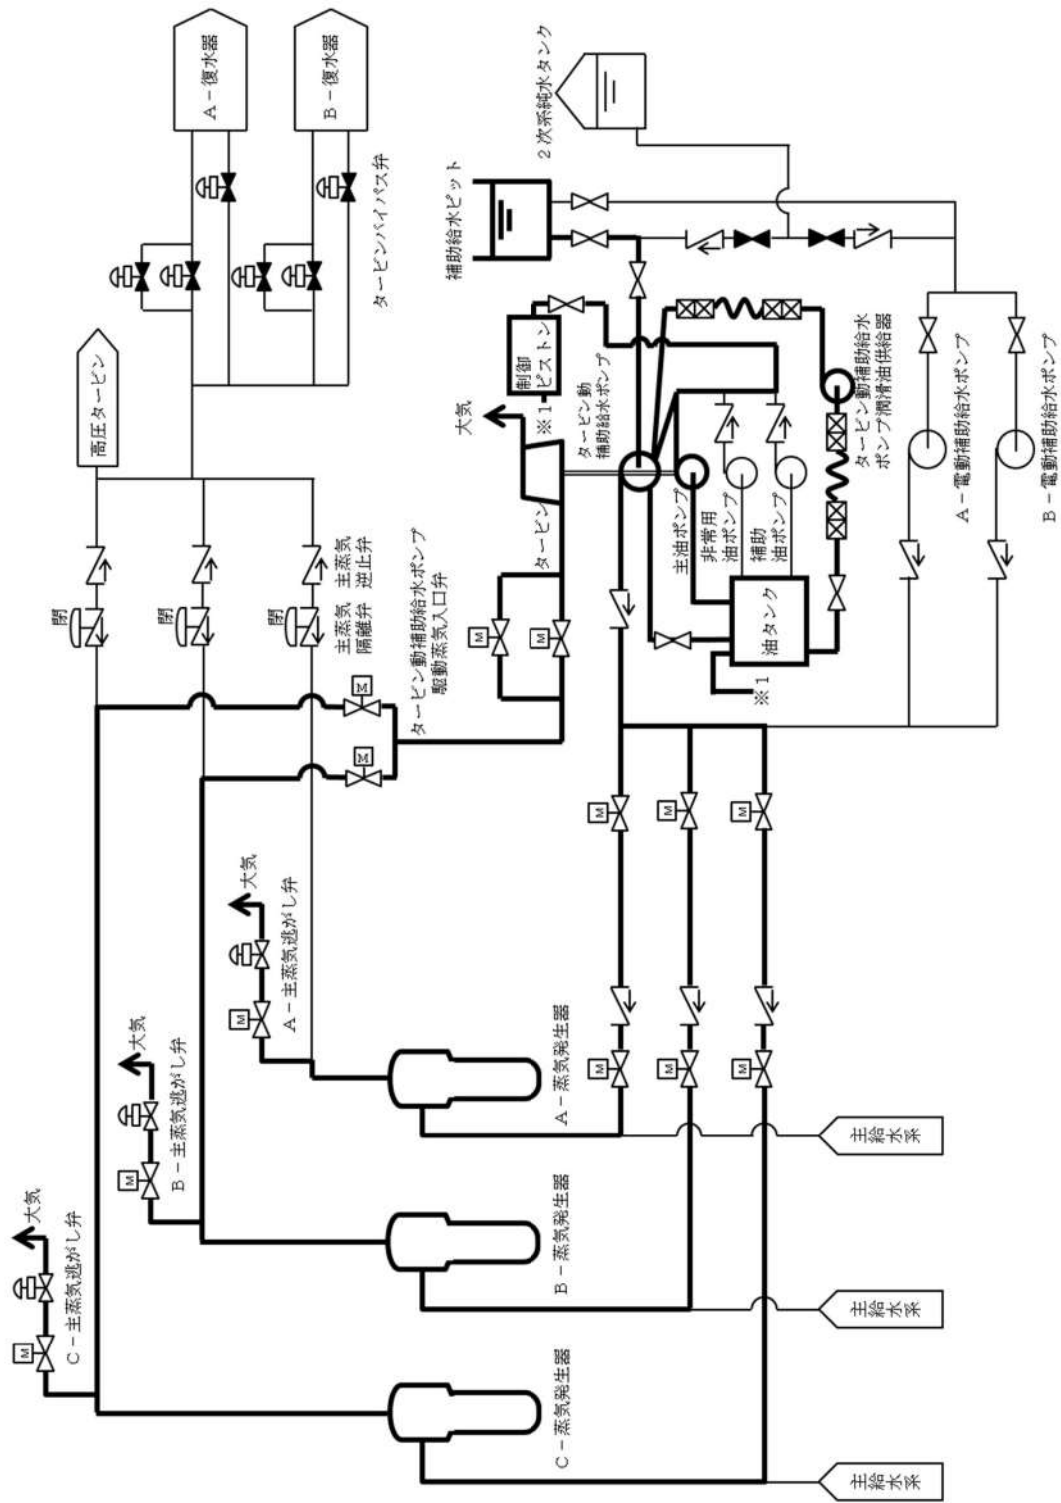 C－主蒸気逃がし弁
大気
B－主蒸気逃がし弁
大気
A－主蒸気逃がし弁
大気
C－蒸気発生器
B－蒸気発生器
A－蒸気発生器
主給水系
主給水系
主給水系
M
M
M
M
M
M
M
M
M
M
M
M
M
閉
閉
閉
主蒸気
隔離弁
主蒸気
逆止弁
高圧タービン
A－復水器
B－復水器
タービンバイパス弁
タービン動補助給水ポンプ
駆動蒸気入口弁
タービン
大気
※1
制御
ピストン
タービン動
補助給水ポンプ
補助給水ピット
2次系純水タンク
主油ポンプ
非常用
油ポンプ
補助
油ポンプ
油タンク
※1
タービン動補助給水
ポンプ潤滑油供給器
A－電動補助給水ポンプ
B－電動補助給水ポンプ